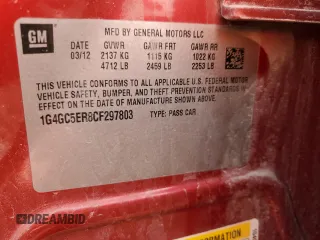 GM
MFD BY GENERAL MOTORS LLC
DATE GVWR GAWR FRT GAWR RR
03/12 2137 KG 1115 KG 1022 KG
4712 LB 2459 LB 2253 LB
THIS VEHICLE CONFORMS TO ALL APPLICABLE U.S. FEDERAL MOTOR
VEHICLE SAFETY, BUMPER, AND THEFT PREVENTION STANDARDS IN
EFFECT ON THE DATE OF MANUFACTURE SHOWN ABOVE.
1G4GC5ER8CF297803 TYPE: PASS CAR
DREAMBID
FORMATION